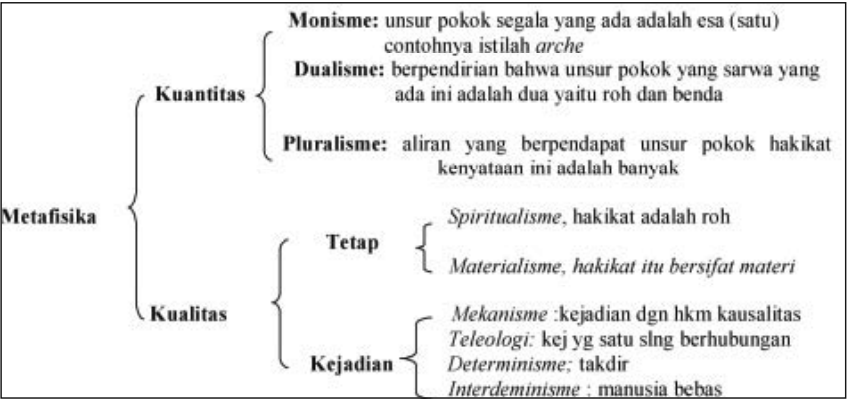 Monisme: unsur pokok segala yang ada adalah esa (satu)
contohnya istilah arche
Dualisme: berpendirian bahwa unsur pokok yang sarwa yang
Kuantitas
ada ini adalah dua yaitu roh dan benda
Pluralisme: aliran yang berpendapat unsur pokok hakikat
kenyataan ini adalah banyak
Metafisika
Spiritualisme, hakikat adalah roh
Tetap
Materialisme, hakikat itu bersifat materi
Kualitas
Mekanisme :kejadian dgn hkm kausalitas
Teleologi: kej yg satu slng berhubungan
Kejadian
Determinisme; takdir
Interdeminisme : manusia bebas